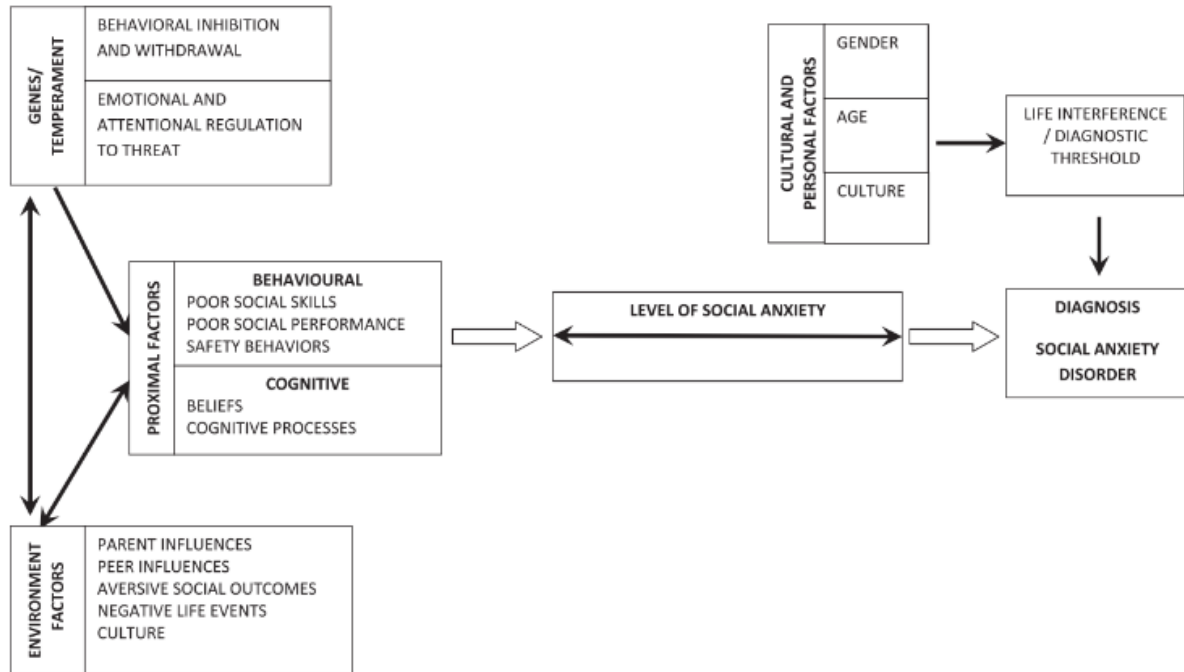 GENES/
TEMPERAMENT
BEHAVIORAL INHIBITION
AND WITHDRAWAL
EMOTIONAL AND
ATTENTIONAL REGULATION
TO THREAT
CULTURAL AND
PERSONAL FACTORS
GENDER
AGE
CULTURE
LIFE INTERFERENCE
/ DIAGNOSTIC
THRESHOLD
PROXIMAL FACTORS
BEHAVIOURAL
POOR SOCIAL SKILLS
POOR SOCIAL PERFORMANCE
SAFETY BEHAVIORS
COGNITIVE
BELIEFS
COGNITIVE PROCESSES
LEVEL OF SOCIAL ANXIETY
DIAGNOSIS
SOCIAL ANXIETY
DISORDER
ENVIRONMENT
FACTORS
PARENT INFLUENCES
PEER INFLUENCES
AVERSIVE SOCIAL OUTCOMES
NEGATIVE LIFE EVENTS
CULTURE